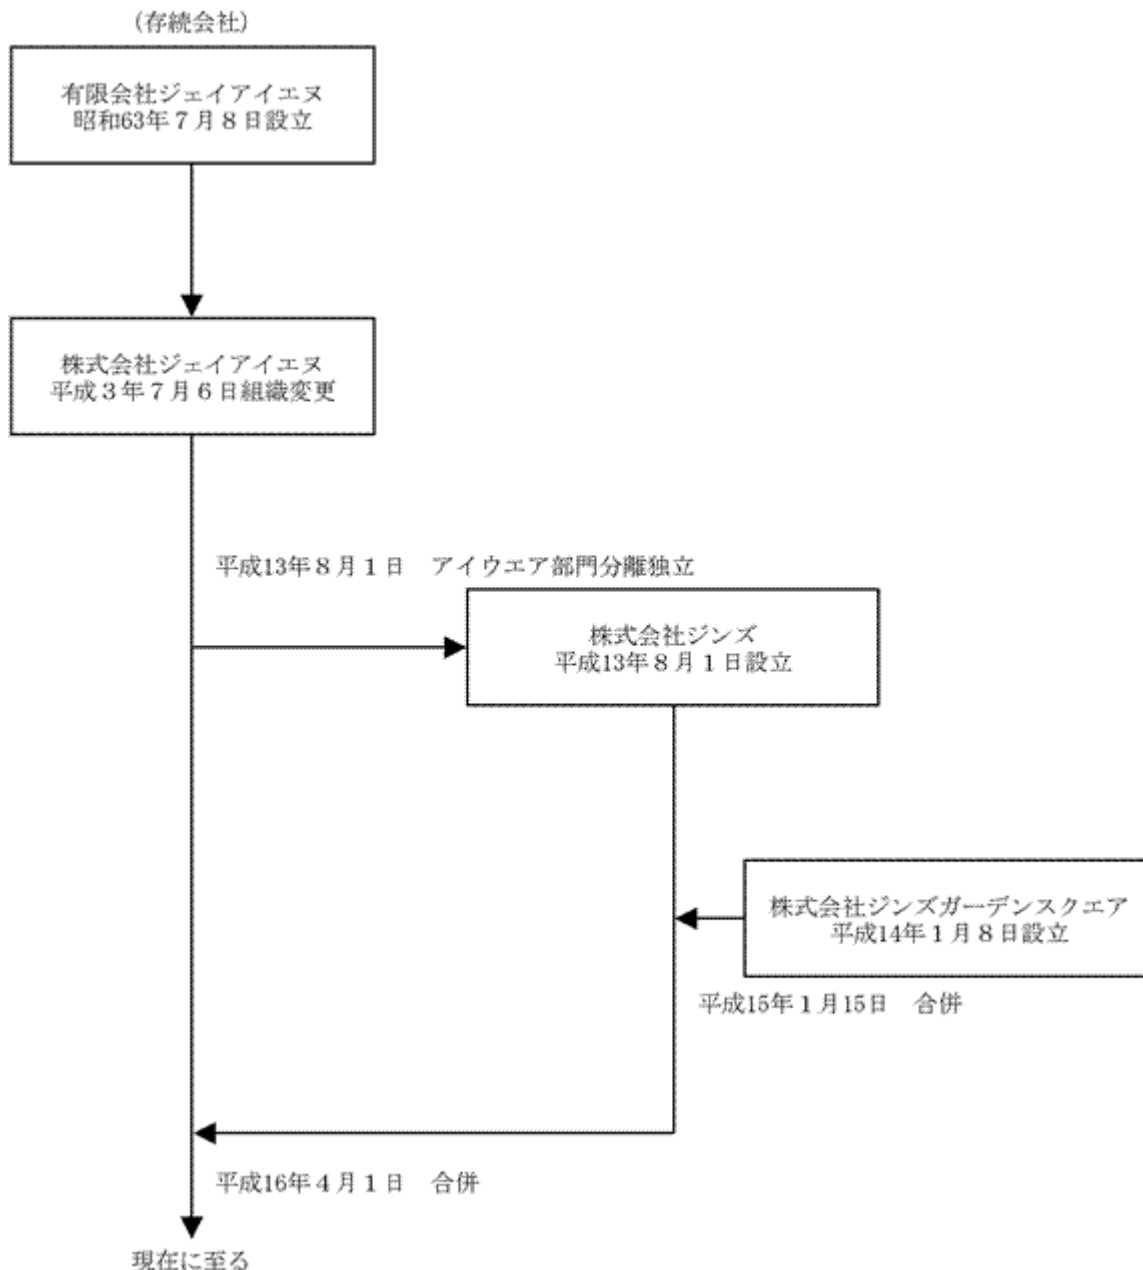 (存続会社)
有限会社ジェイアイエヌ
昭和63年7月8日設立
株式会社ジェイアイエヌ
平成3年7月6日組織変更
平成13年8月1日　アイウエア部門分離独立
株式会社ジンズ
平成13年8月1日設立
株式会社ジンズガーデンスクエア
平成14年1月8日設立
平成15年1月15日　合併
平成16年4月1日　合併
現在に至る